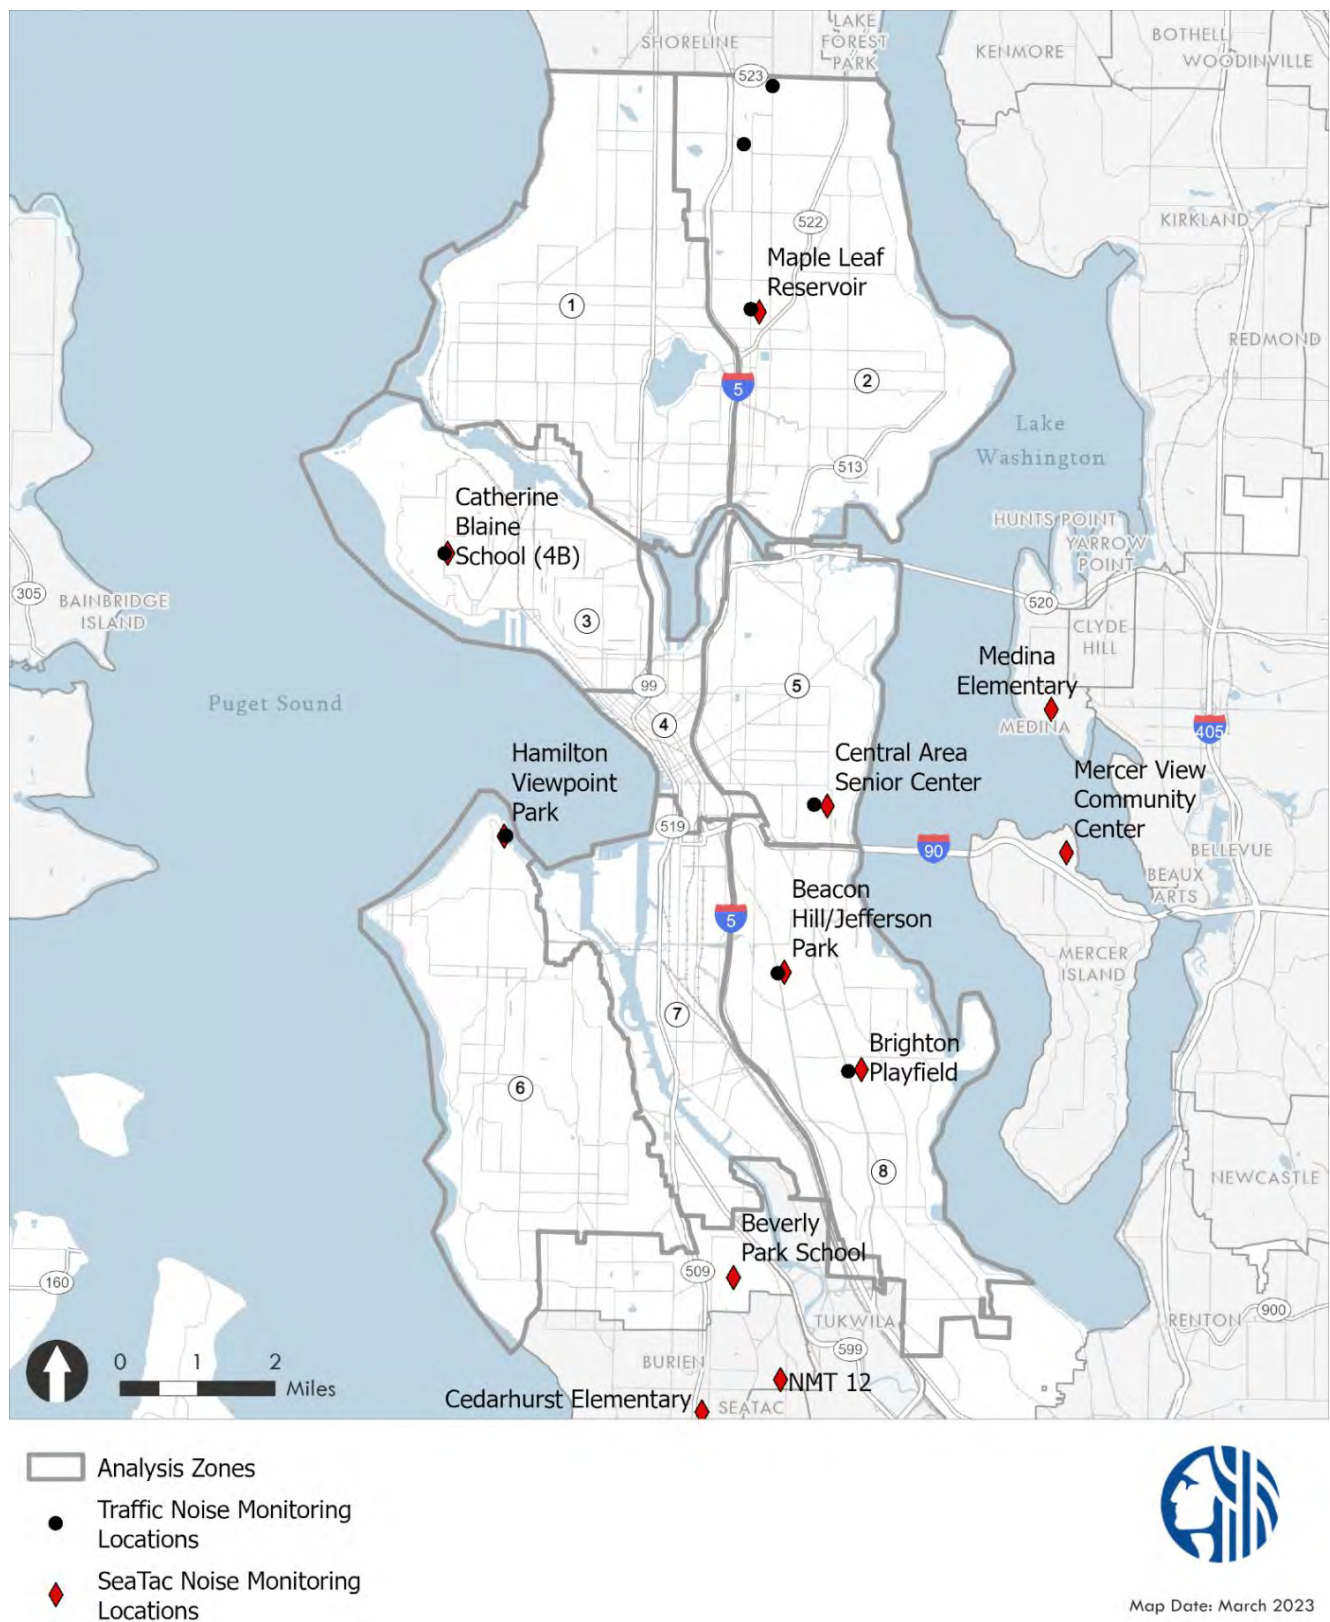 LAKE
FOREST
PARK
SHORELINE
KENMORE
BOTHELL
WOODINVILLE
523
522
KIRKLAND
Maple Leaf
Reservoir
1
REDMOND
2
5
Lake
Washington
513
Catherine
Blaine
School (4B)
HUNTS POINT
YARROW
POINT
305
BAINBRIDGE
ISLAND
520
3
CLYDE
HILL
Medina
Elementary
99
5
Puget Sound
4
MEDINA
405
Hamilton
Viewpoint
Park
Central Area
Senior Center
Mercer View
Community
Center
519
90
BELLEVUE
BEAUX
ARTS
Beacon
Hill/Jefferson
Park
5
MERCER
ISLAND
7
Brighton
Playfield
6
8
NEWCASTLE
Beverly
Park School
509
160
TUKWILA
RENTON
900
599
BURIEN
0 1 2
Miles
NMT 12
Cedarhurst Elementary
SEATAC
Analysis Zones
Traffic Noise Monitoring
Locations
SeaTac Noise Monitoring
Locations
Map Date: March 2023